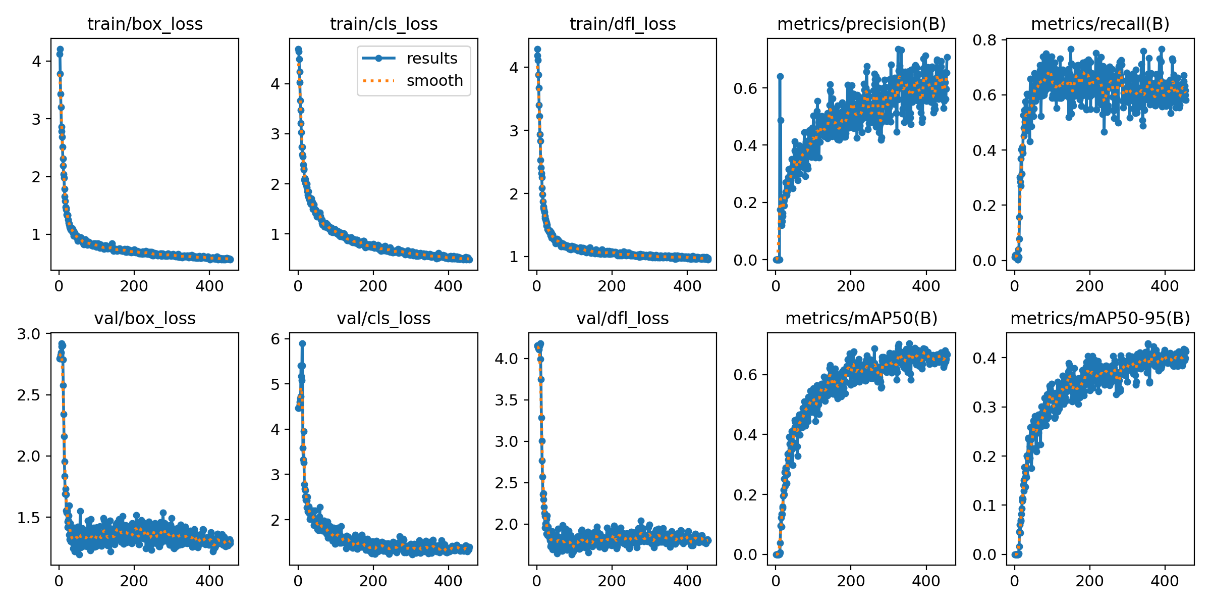 train/box_loss
train/cls_loss
train/dfl_loss
metrics/precision(B)
metrics/recall(B)
results
smooth
4
3
2
1
0 200 400
4
3
2
1
0 200 400
4
3
2
1
0 200 400
0.6
0.4
0.2
0.0
0 200 400
0.8
0.6
0.4
0.2
0.0
0 200 400
val/box_loss
val/cls_loss
val/dfl_loss
metrics/mAP50(B)
metrics/mAP50-95(B)
3.0
2.5
2.0
1.5
0 200 400
6
5
4
3
2
0 200 400
4.0
3.5
3.0
2.5
2.0
0 200 400
0.6
0.4
0.2
0.0
0 200 400
0.4
0.3
0.2
0.1
0.0
0 200 400